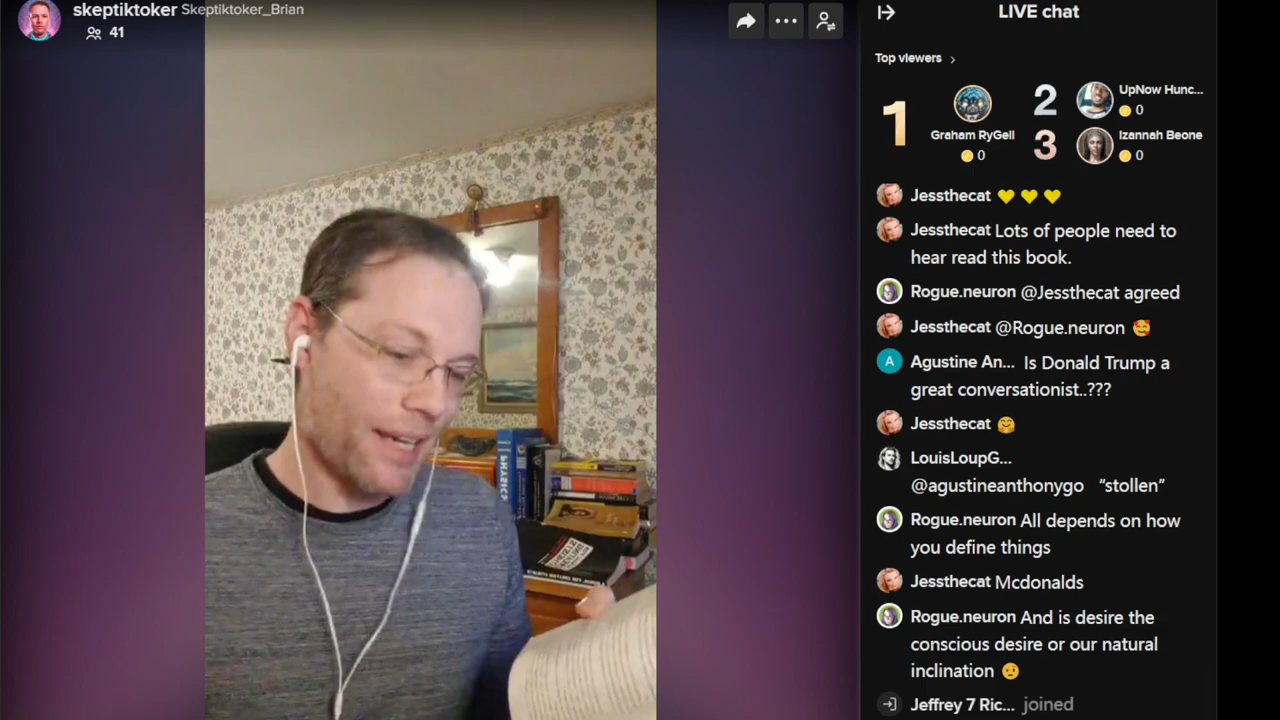 skeptiktoker Skeptiktoker_Brian
41
LIVE chat
Top viewers
1
Graham RyGell
0
2
UpNow Hunc...
0
3
Izannah Beone
0
Jessthecat 💛 💛 💛
Jessthecat Lots of people need to
hear read this book.
Rogue.neuron @Jessthecat agreed
Jessthecat @Rogue.neuron 🥰
A
Agustine An... Is Donald Trump a
great conversationist..???
Jessthecat 🤗
LouisLoupG...
@agustineanthonygo “stollen”
Rogue.neuron All depends on how
you define things
Jessthecat Mcdonalds
Rogue.neuron And is desire the
conscious desire or our natural
inclination 😥
Jeffrey 7 Ric... joined